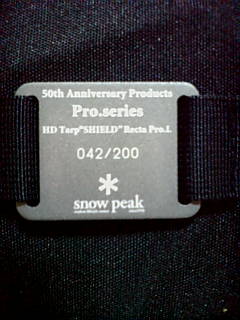 50th Anniversary Products
Pro.series
HD Tarp"SHIELD"Recta Pro.L
042/200
snow peak